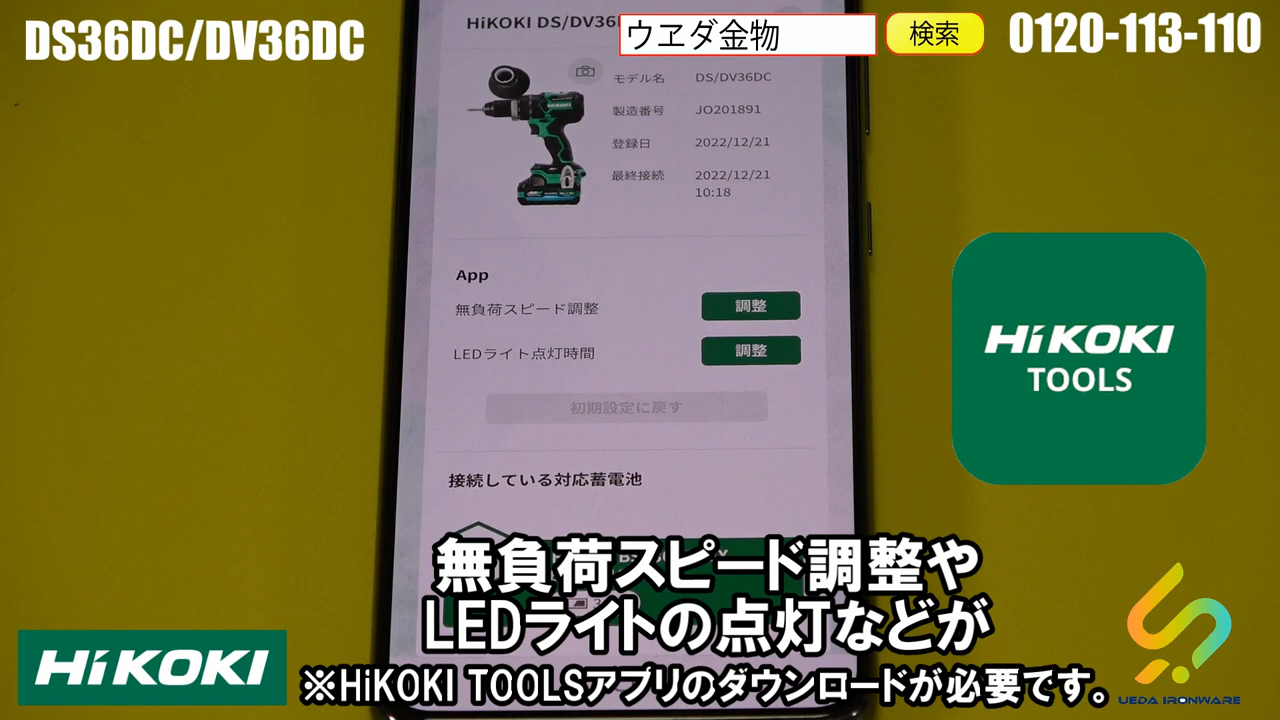 DS36DC/DV36DC
ウヱダ金物
検索
0120-113-110
HiKOKI DS/DV36
モデル名 DS/DV36DC
製造番号 JO201891
登録日 2022/12/21
最終接続 2022/12/21
10:18
App
無負荷スピード調整 調整
LEDライト点灯時間 調整
初期設定に戻す
接続している対応蓄電池
HiKOKI
TOOLS
無負荷スピード調整や
LEDライトの点灯などが
※HiKOKI TOOLSアプリのダウンロードが必要です。
HiKOKI
UEDA IRONWARE